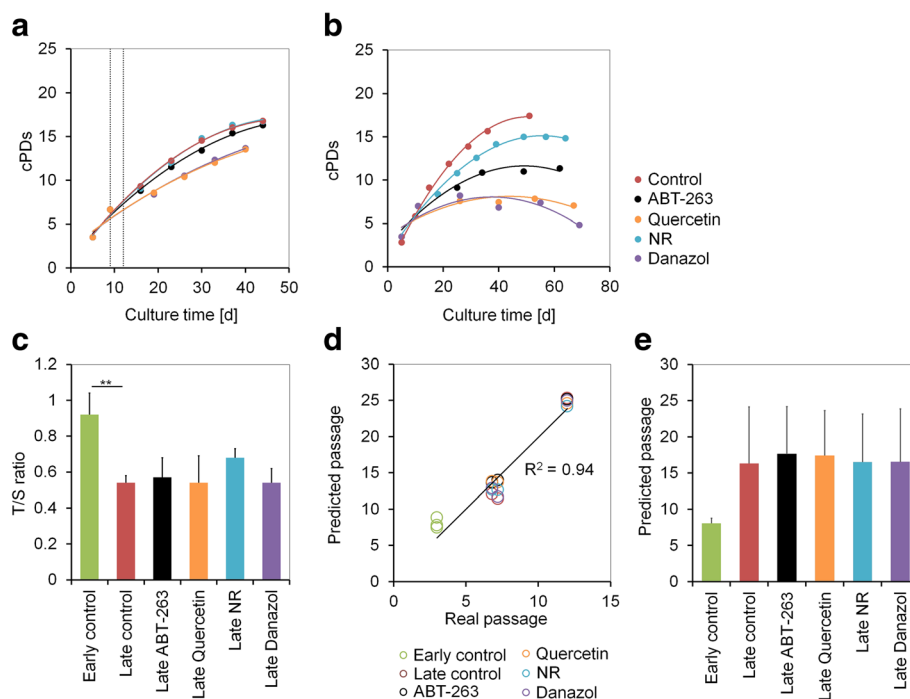 a
25
20
15
10
5
0
cPDs
0 10 20 30 40 50
Culture time [d]
b
25
20
15
10
5
0
cPDs
0 20 40 60 80
Culture time [d]
Control
ABT-263
Quercetin
NR
Danazol
c
1.2
1
0.8
0.6
0.4
0.2
0
T/S ratio
**
Early control
Late control
Late ABT-263
Late Quercetin
Late NR
Late Danazol
d
30
25
20
15
10
5
0
Predicted passage
R² = 0.94
0 5 10 15
Real passage
Early control
Late control
ABT-263
Quercetin
NR
Danazol
e
30
25
20
15
10
5
0
Predicted passage
Early control
Late control
Late ABT-263
Late Quercetin
Late NR
Late Danazol